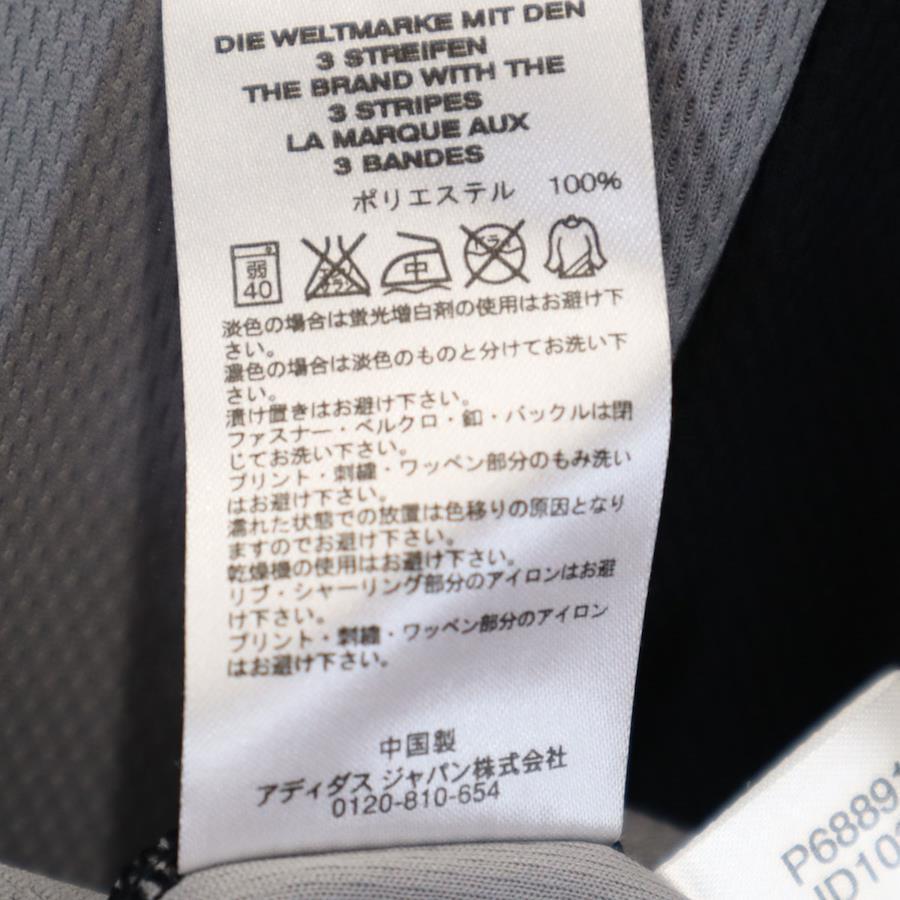 DIE WELTMARKE MIT DEN
3 STREIFEN
THE BRAND WITH THE
3 STRIPES
LA MARQUE AUX
3 BANDES
ポリエステル 100%
弱
40
エンソ
サラシ
中
ドライ
淡色の場合は蛍光増白剤の使用はお避け下
さい。
濃色の場合は淡色のものと分けてお洗い下
さい。
漬け置きはお避け下さい。
ファスナー・ベルクロ・釦・バックルは閉
じてお洗い下さい。
プリント・刺繍・ワッペン部分のもみ洗い
はお避け下さい。
濡れた状態での放置は色移りの原因となり
ますのでお避け下さい。
乾燥機の使用はお避け下さい。
リブ・シャーリング部分のアイロンはお避
け下さい。
プリント・刺繍・ワッペン部分のアイロン
はお避け下さい。
中国製
アディダス ジャパン株式会社
0120-810-654